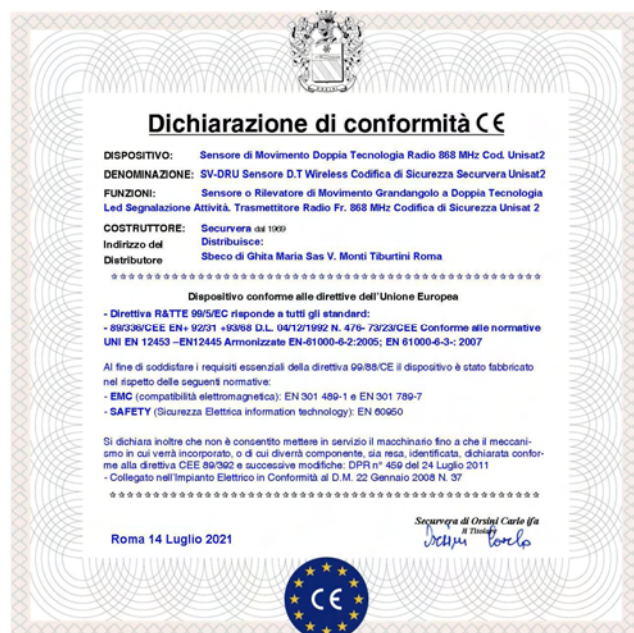 ORSINI
Dichiarazione di conformità CE
DISPOSITIVO: Sensore di Movimento Doppia Tecnologia Radio 868 MHz Cod. Unisat2
DENOMINAZIONE: SV-DRU Sensore D.T Wireless Codifica di Sicurezza Securvera Unisat2
FUNZIONI: Sensore o Rilevatore di Movimento Grandangolo a Doppia Tecnologia
Led Segnalazione Attività. Trasmettitore Radio Fr. 868 MHz Codifica di Sicurezza Unisat 2
COSTRUTTORE: Securvera dal 1969
Indirizzo del Distribuisce:
Distributore Sbeco di Ghita Maria Sas V. Monti Tiburtini Roma
Dispositivo conforme alle direttive dell'Unione Europea
- Direttiva R&TTE 99/5/EC risponde a tutti gli standard:
- 89/336/CEE EN+ 92/31 +93/68 D.L. 04/12/1992 N. 476- 73/23/CEE Conforme alle normative
UNI EN 12453 –EN12445 Armonizzate EN-61000-6-2:2005; EN 61000-6-3-: 2007
Al fine di soddisfare i requisiti essenziali della direttiva 99/88/CE il dispositivo è stato fabbricato
nel rispetto delle seguenti normative:
- EMC (compatibilità elettromagnetica): EN 301 489-1 e EN 301 789-7
- SAFETY (Sicurezza Elettrica information technology): EN 60950
Si dichiara inoltre che non è consentito mettere in servizio il macchinario fino a che il meccani-
smo in cui verrà incorporato, o di cui diverrà componente, sia resa, identificata, dichiarata confor-
me alla direttiva CEE 89/392 e successive modifiche: DPR n° 459 del 24 Luglio 2011
- Collegato nell'Impianto Elettrico in Conformità al D.M. 22 Gennaio 2008 N. 37
Securvera di Orsini Carlo ifa
Il Titolare
Orsini Carlo
Roma 14 Luglio 2021
CE